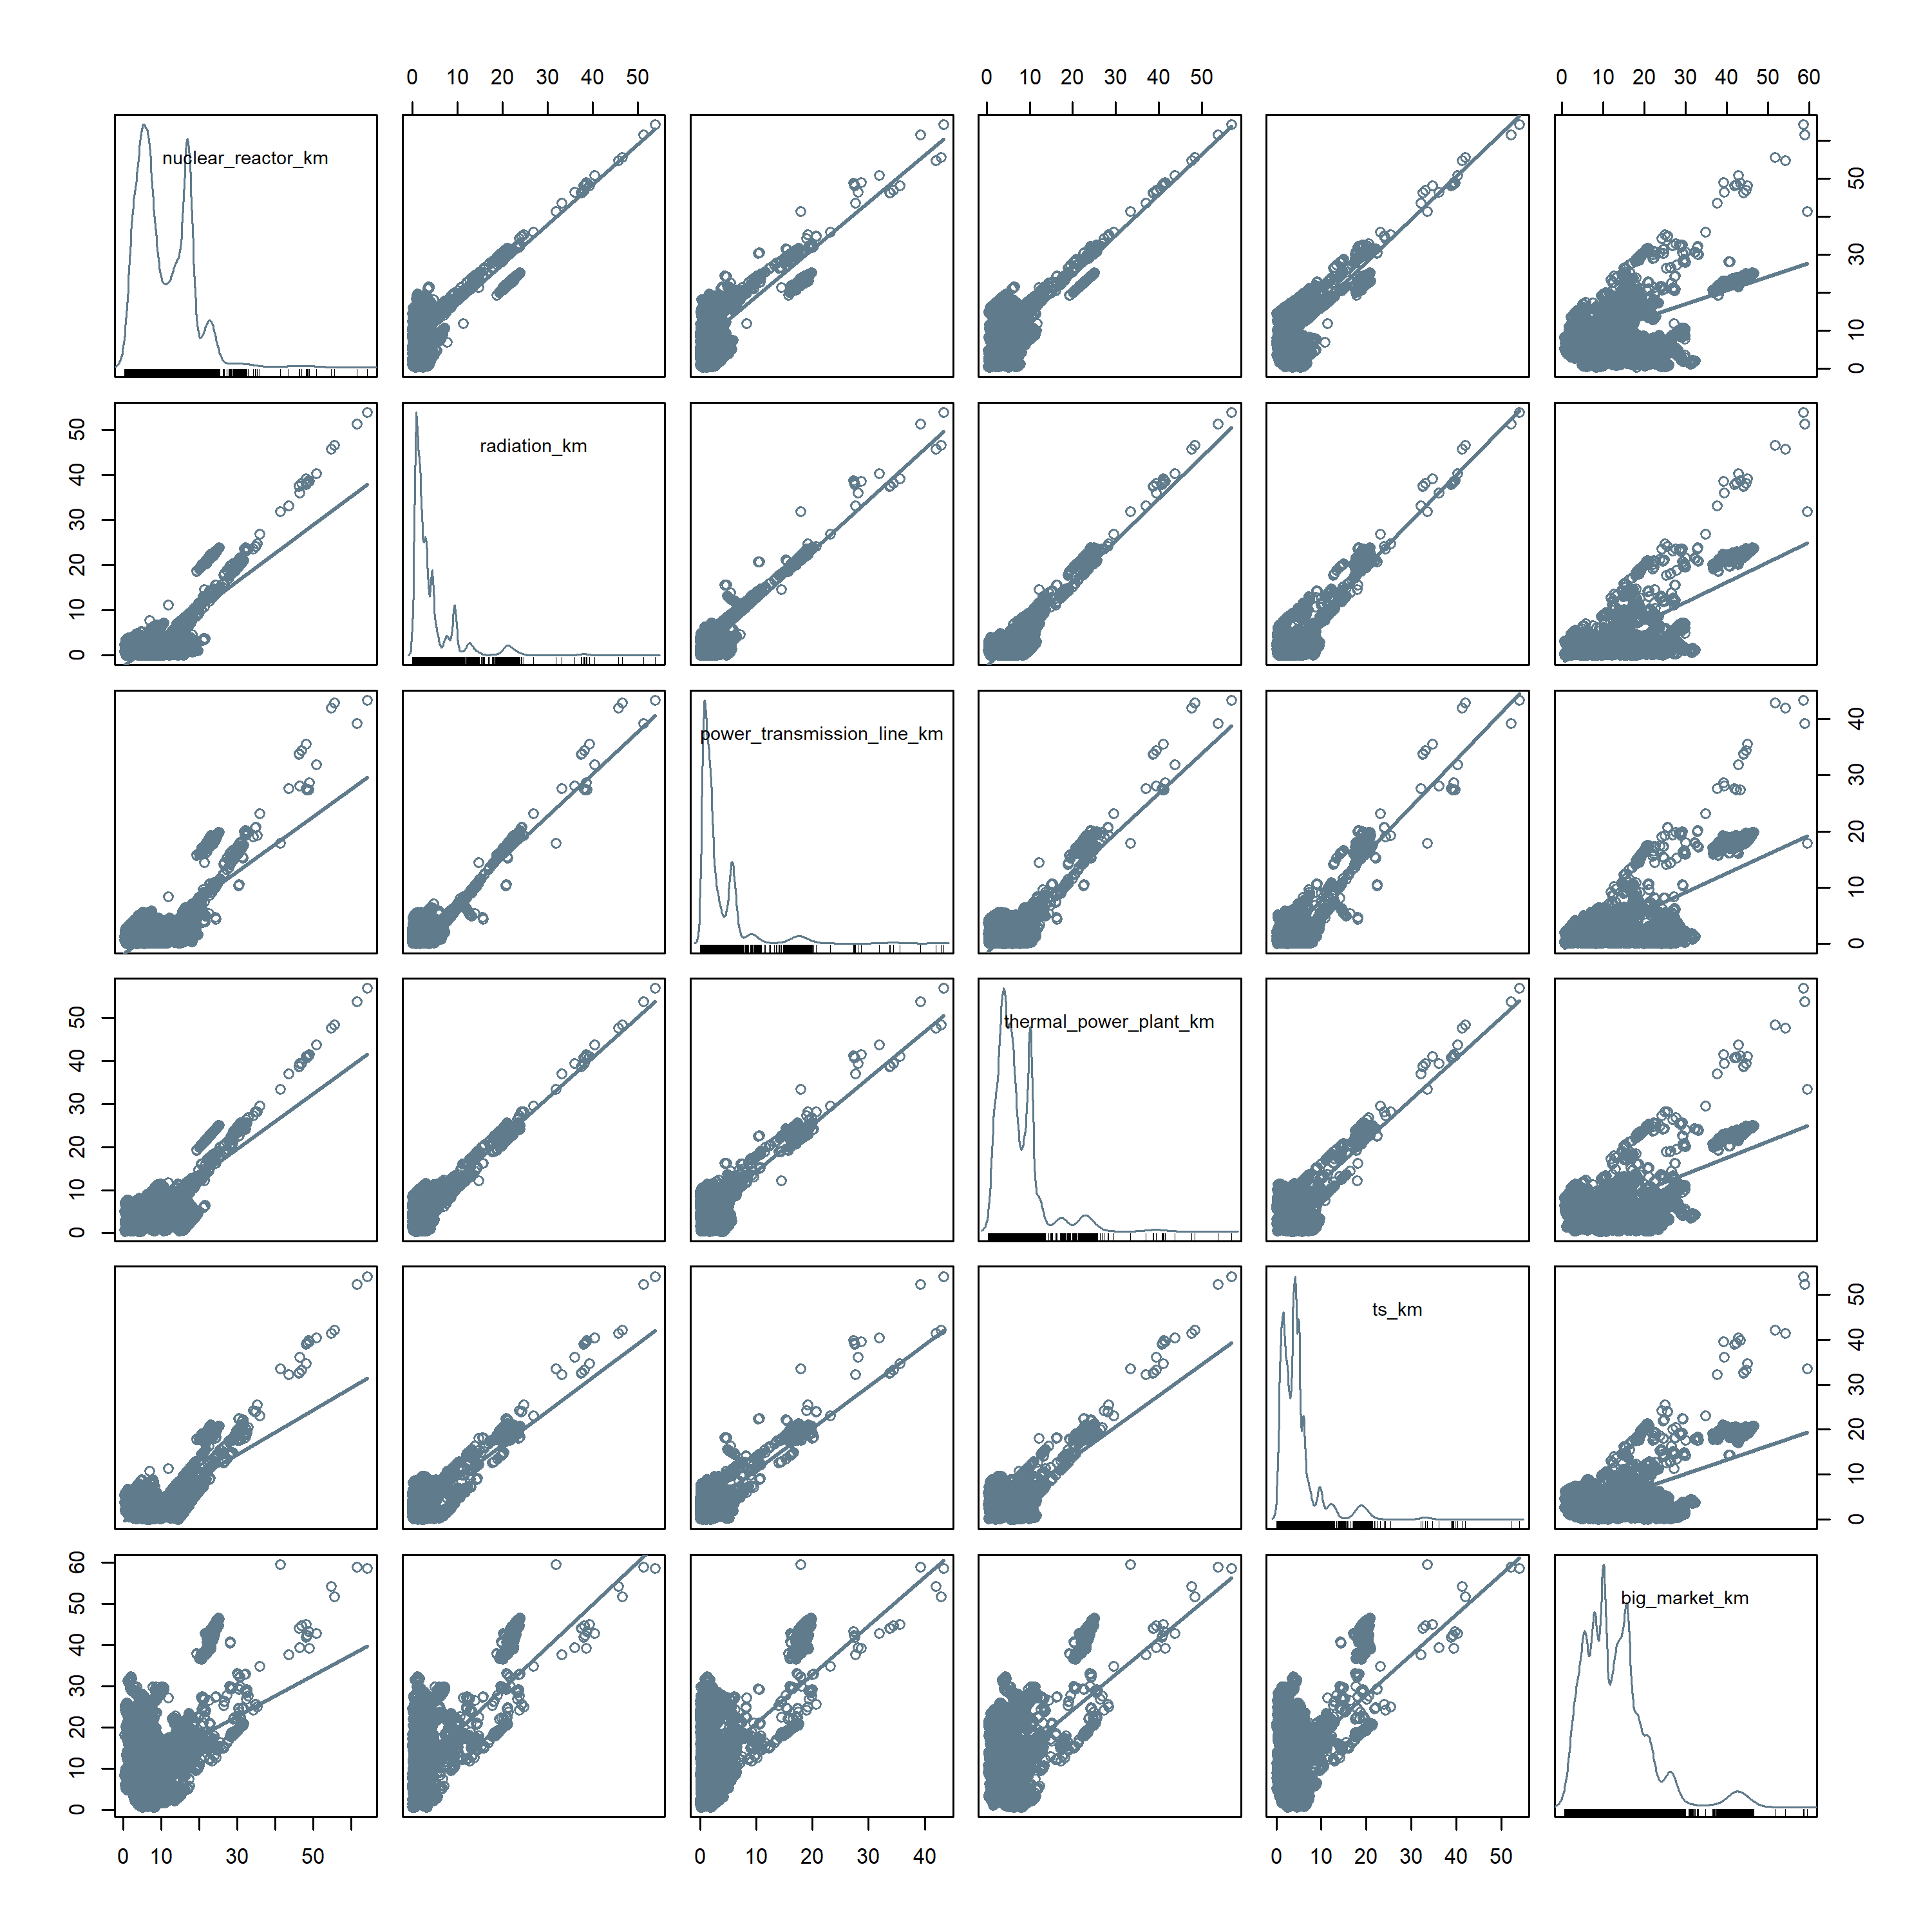 0 10 20 30 40 50
0 10 20 30 40 50
0 10 20 30 40 50 60
nuclear_reactor_km
0 10 30 50
0 10 20 30 40 50
radiation_km
power_transmission_line_km
0 10 20 30 40
0 10 20 30 40 50
thermal_power_plant_km
ts_km
0 10 20 30 40 50
0 10 20 30 40 50 60
big_market_km
0 10 30 50
0 10 20 30 40
0 10 20 30 40 50